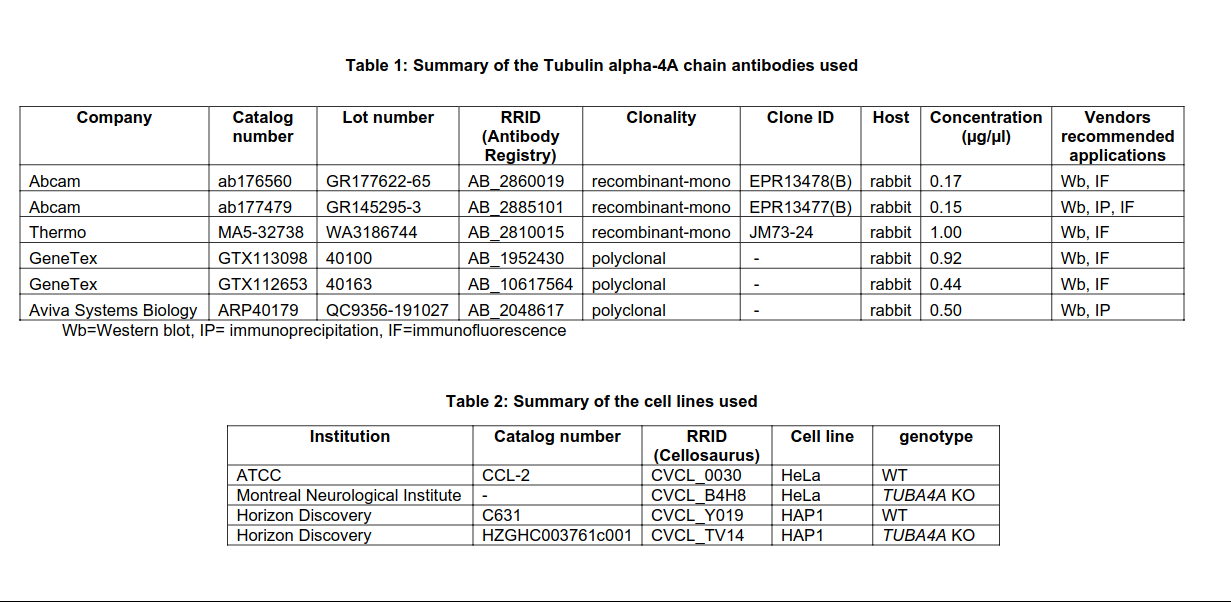 Table 1: Summary of the Tubulin alpha-4A chain antibodies used
Company Catalog number Lot number RRID (Antibody Registry) Clonality Clone ID Host Concentration (µg/µl) Vendors recommended applications
Abcam ab176560 GR177622-65 AB_2860019 recombinant-mono EPR13478(B) rabbit 0.17 Wb, IF
Abcam ab177479 GR145295-3 AB_2885101 recombinant-mono EPR13477(B) rabbit 0.15 Wb, IP, IF
Thermo MA5-32738 WA3186744 AB_2810015 recombinant-mono JM73-24 rabbit 1.00 Wb, IF
GeneTex GTX113098 40100 AB_1952430 polyclonal - rabbit 0.92 Wb, IF
GeneTex GTX112653 40163 AB_10617564 polyclonal - rabbit 0.44 Wb, IF
Aviva Systems Biology ARP40179 QC9356-191027 AB_2048617 polyclonal - rabbit 0.50 Wb, IP
Wb=Western blot, IP= immunoprecipitation, IF=immunofluorescence
Table 2: Summary of the cell lines used
Institution Catalog number RRID (Cellosaurus) Cell line genotype
ATCC CCL-2 CVCL_0030 HeLa WT
Montreal Neurological Institute - CVCL_B4H8 HeLa TUBA4A KO
Horizon Discovery C631 CVCL_Y019 HAP1 WT
Horizon Discovery HZGHC003761c001 CVCL_TV14 HAP1 TUBA4A KO